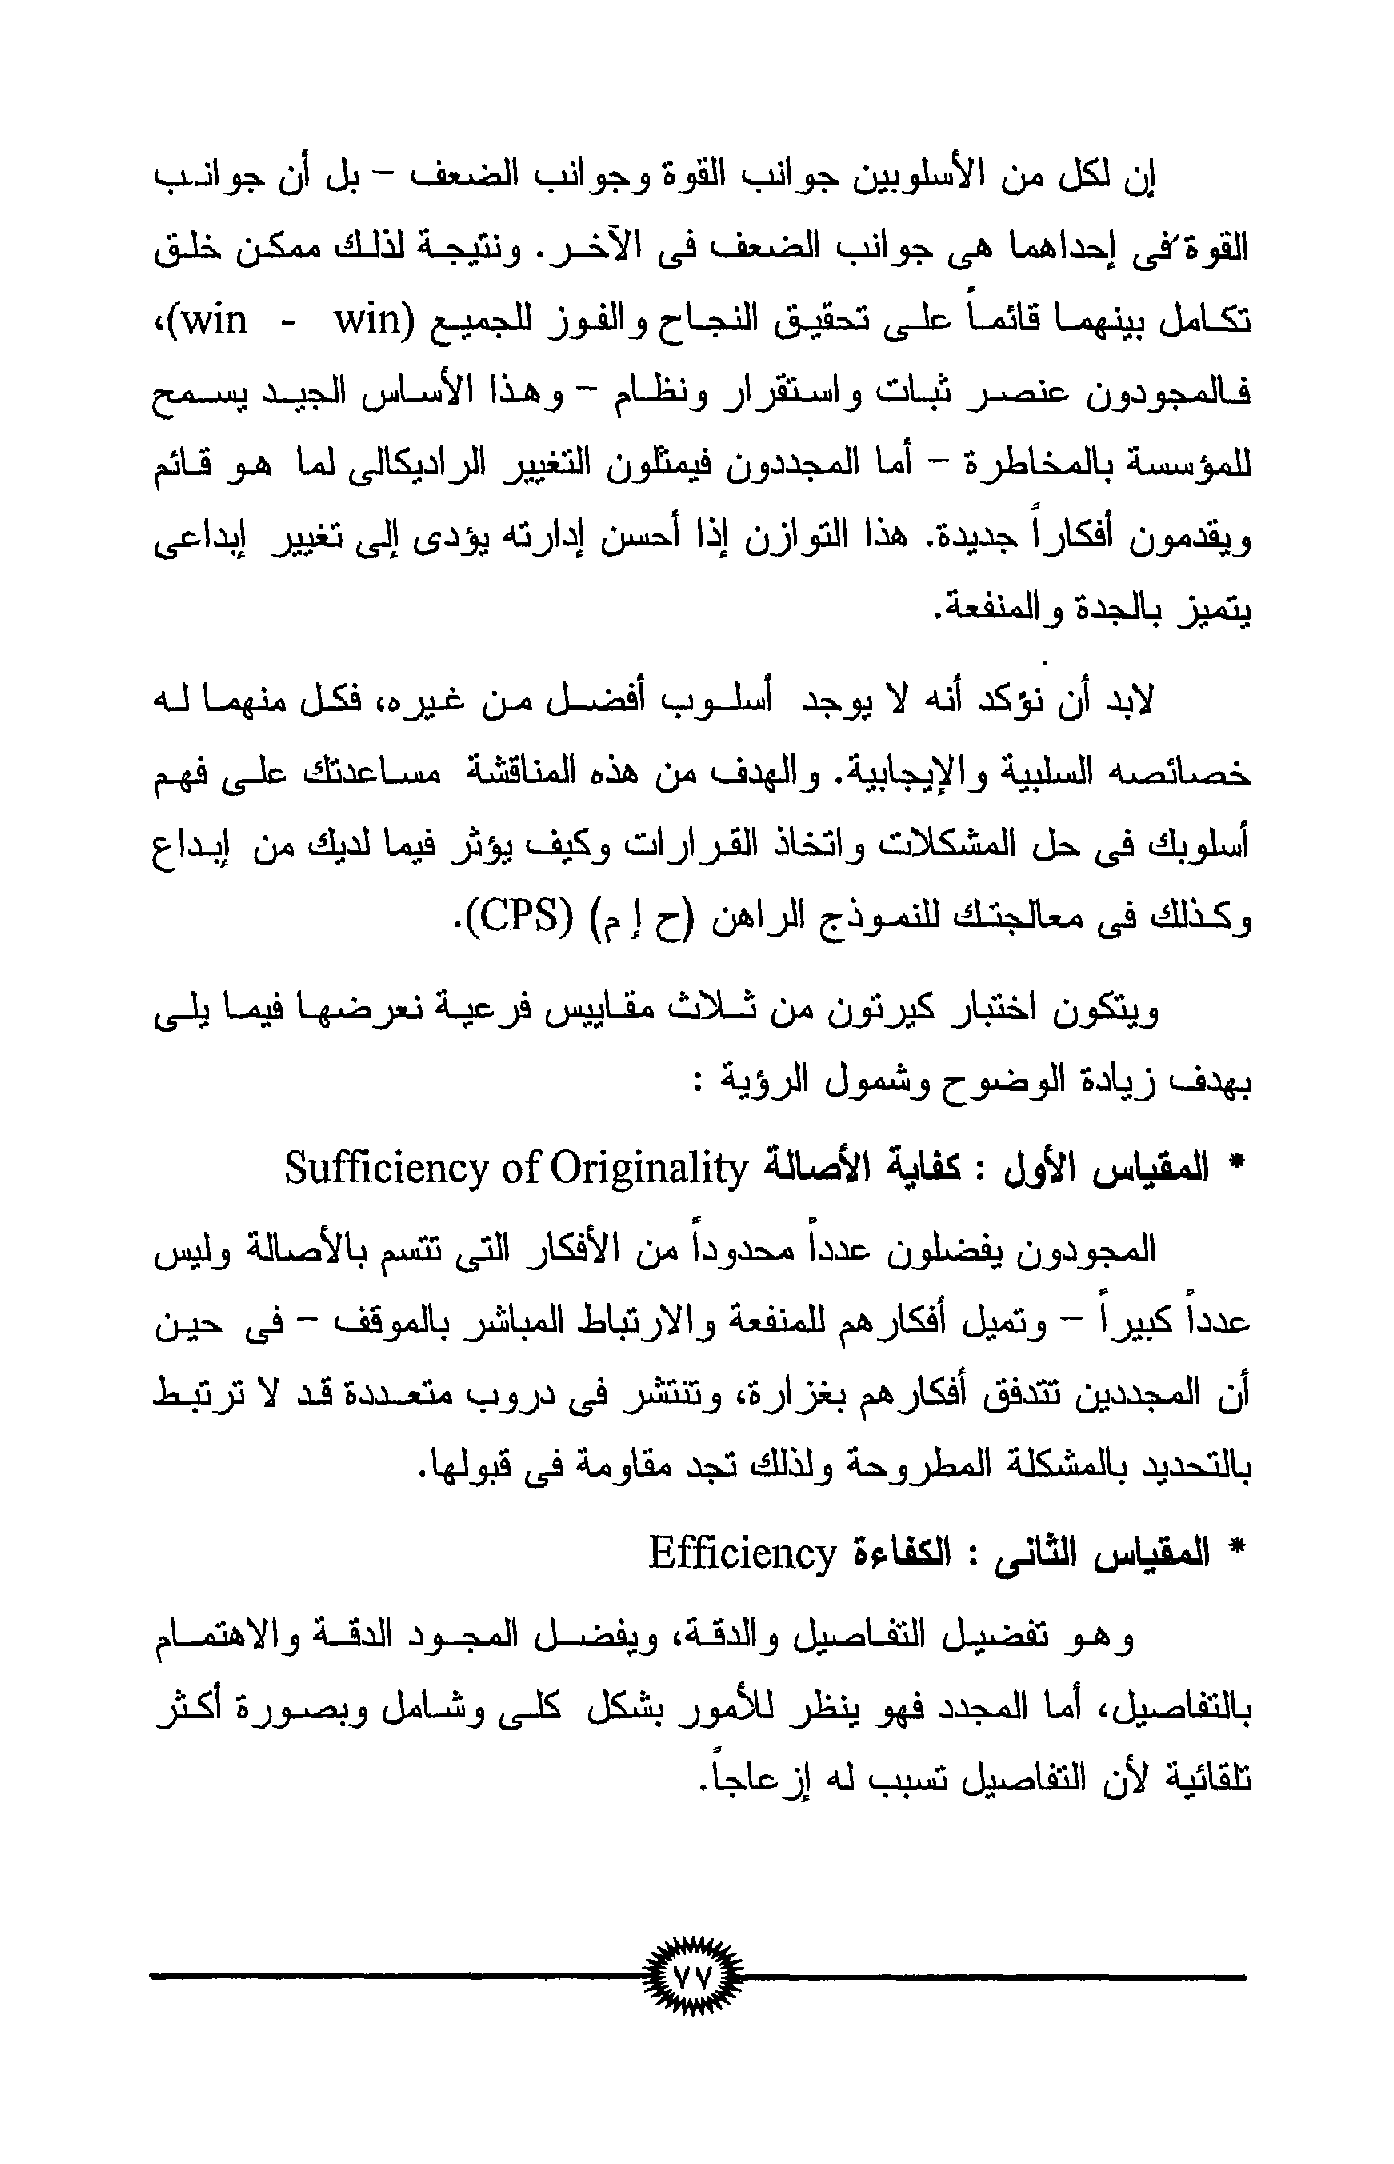 إن لكل من الأسلوبين جوانب القوة وجوانب الضعف – بل أن جوانب
القوة فى إحداهما هى جوانب الضعف فى الآخر. ونتيجة لذلك ممكن خلق
تكامل بينهما قائماً على تحقيق النجاح والفوز للجميع (win - win)،
فالمجودون عنصر ثبات واستقرار ونظام – وهذا الأساس الجيد يسمح
للمؤسسة بالمخاطرة – أما المجددون فيمثلون التغيير الراديكالى لما هو قائم
ويقدمون أفكاراً جديدة. هذا التوازن إذا أحسن إدارته يؤدى إلى تغيير إبداعى
يتميز بالجدة والمنفعة.
لابد أن نؤكد أنه لا يوجد أسلوب أفضل من غيره، فكل منهما له
خصائصه السلبية والإيجابية. والهدف من هذه المناقشة مساعدتك على فهم
أسلوبك فى حل المشكلات واتخاذ القرارات وكيف يؤثر فيما لديك من إبداع
وكذلك فى معالجتك للنموذج الراهن (ح إ م) (CPS).
ويتكون اختبار كيرتون من ثلاث مقاييس فرعية نعرضها فيما يلى
بهدف زيادة الوضوح وشمول الرؤية :
* المقياس الأول : كفاية الأصالة Sufficiency of Originality
المجودون يفضلون عدداً محدوداً من الأفكار التى تتسم بالأصالة وليس
عدداً كبيراً – وتميل أفكارهم للمنفعة والارتباط المباشر بالموقف – فى حين
أن المجددين تتدفق أفكارهم بغزارة، وتنتشر فى دروب متعددة قد لا ترتبط
بالتحديد بالمشكلة المطروحة ولذلك تجد مقاومة فى قبولها.
* المقياس الثانى : الكفاءة Efficiency
وهو تفضيل التفاصيل والدقة، ويفضل المجود الدقة والاهتمام
بالتفاصيل، أما المجدد فهو ينظر للأمور بشكل كلى وشامل وبصورة أكثر
تلقائية لأن التفاصيل تسبب له إزعاجاً.
٧٧